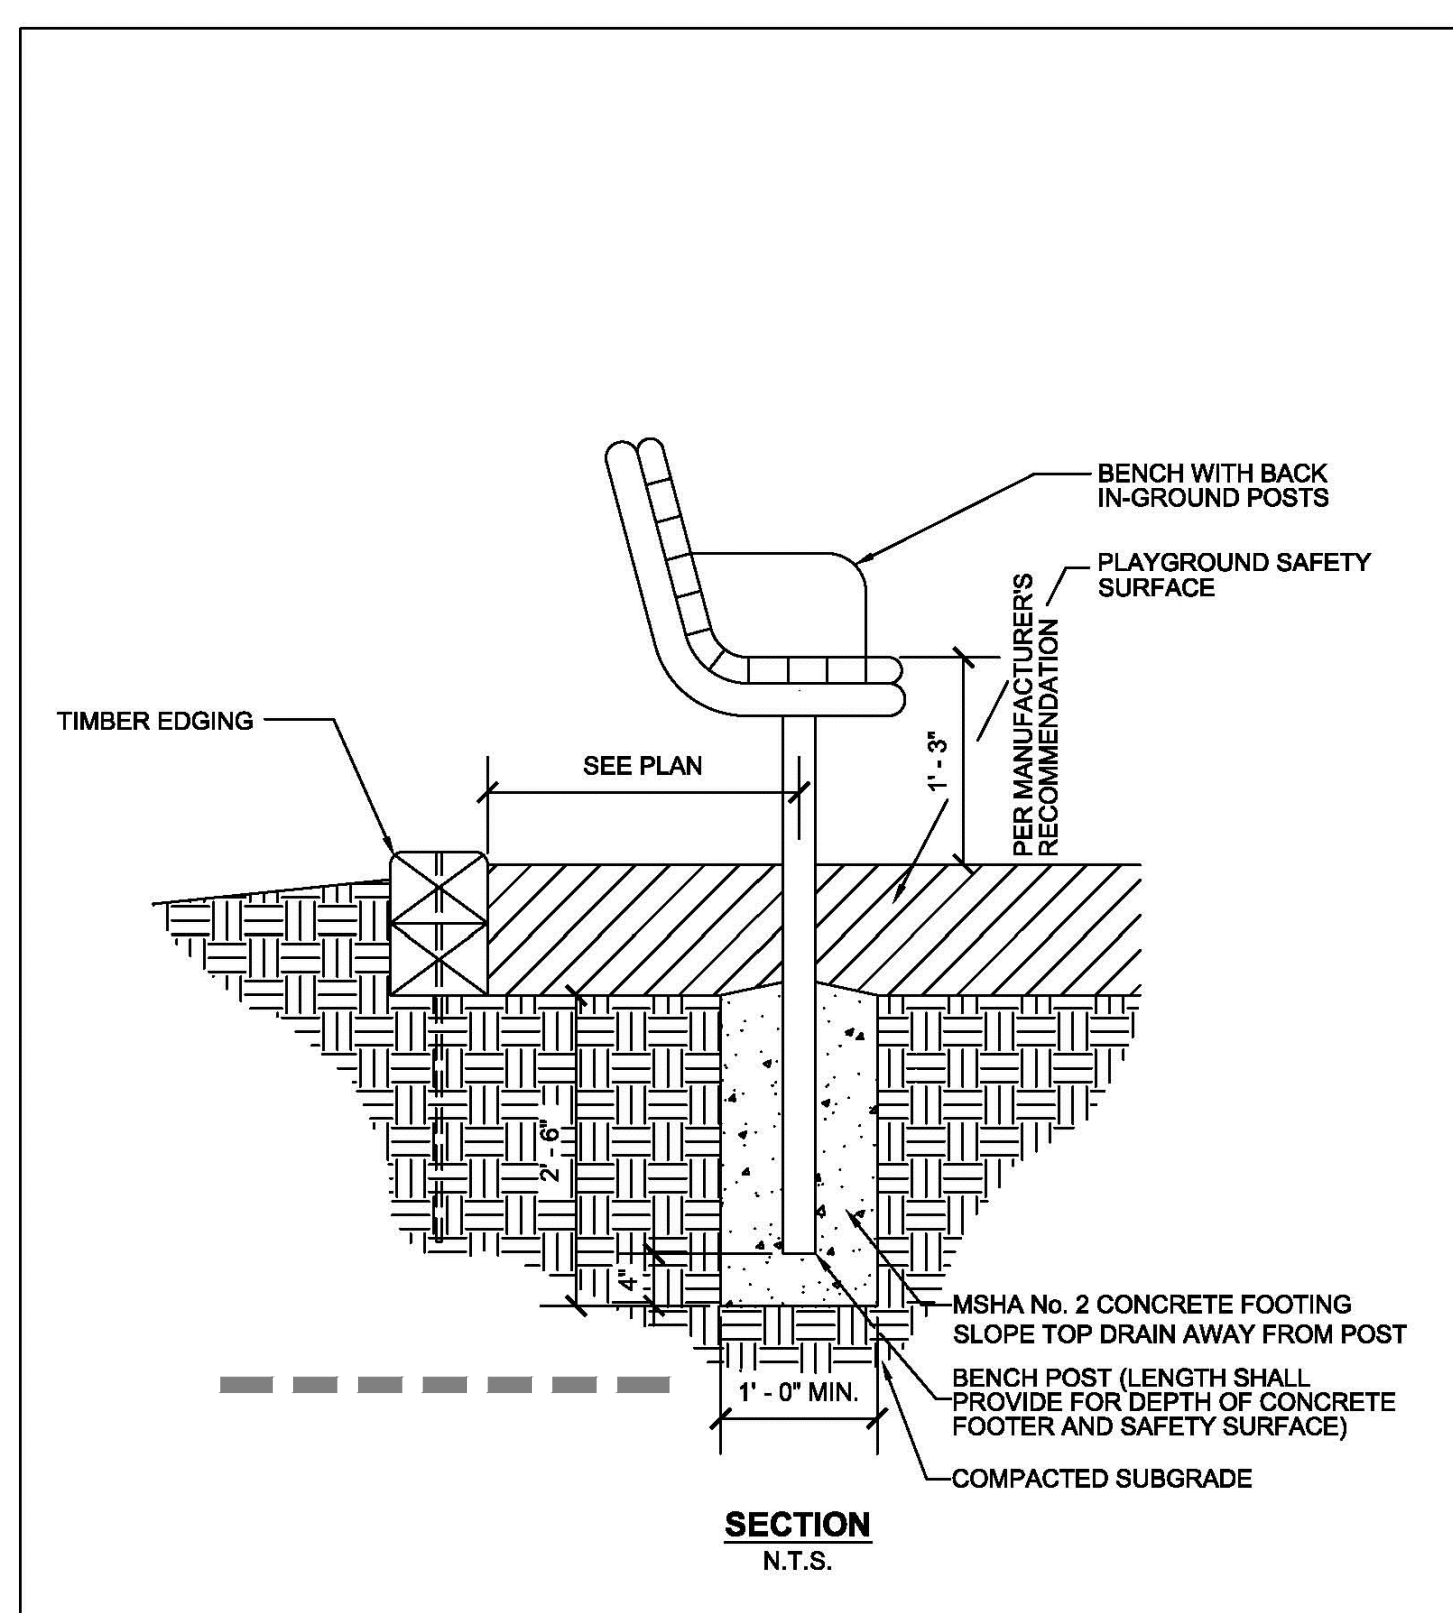 BENCH WITH BACK
IN-GROUND POSTS
PLAYGROUND SAFETY
SURFACE
PER MANUFACTURER'S
RECOMMENDATION
1' - 3"
TIMBER EDGING
SEE PLAN
2' - 6"
4"
MSHA No. 2 CONCRETE FOOTING
SLOPE TOP DRAIN AWAY FROM POST
BENCH POST (LENGTH SHALL
PROVIDE FOR DEPTH OF CONCRETE
FOOTER AND SAFETY SURFACE)
1' - 0" MIN.
COMPACTED SUBGRADE
SECTION
N.T.S.